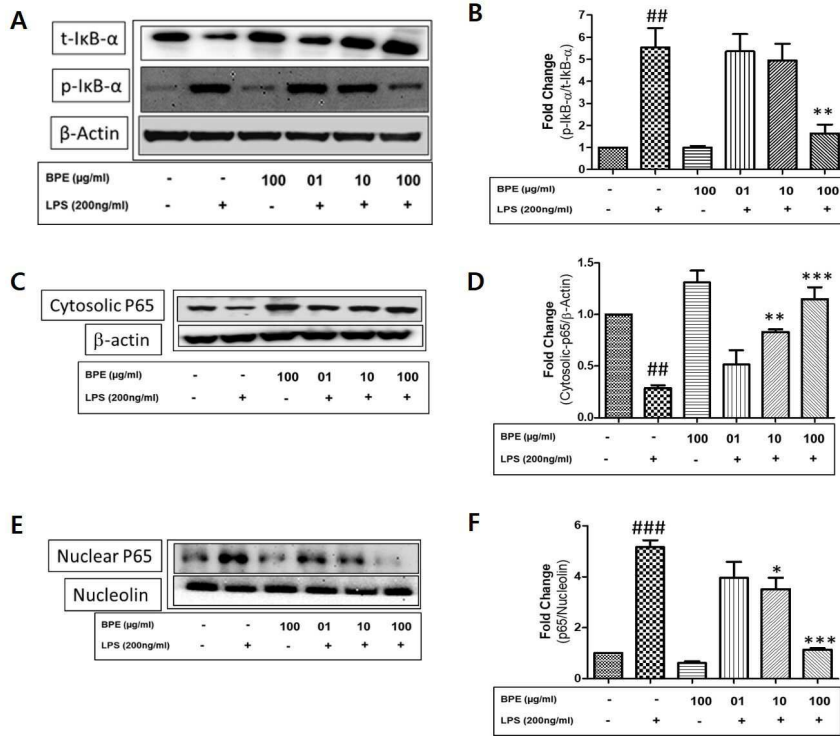 A
t-IκB-α
p-IκB-α
β-Actin
BPE (µg/ml) - - 100 01 10 100
LPS (200ng/ml) - + - + + +
B
Fold Change
(p-IkB-α/t-IkB-α)
7
6
5
4
3
2
1
0
##
**
BPE (µg/ml) - - 100 01 10 100
LPS (200ng/ml) - + - + + +
C
Cytosolic P65
β-actin
BPE (µg/ml) - - 100 01 10 100
LPS (200ng/ml) - + - + + +
D
Fold Change
(Cytosolic-p65/β-Actin)
1.5
1.0
0.5
0.0
##
**
***
BPE (µg/ml) - - 100 01 10 100
LPS (200ng/ml) - + - + + +
E
Nuclear P65
Nucleolin
BPE (µg/ml) - - 100 01 10 100
LPS (200ng/ml) - + - + + +
F
Fold Change
(p65/Nucleolin)
6
4
2
0
###
*
***
BPE (µg/ml) - - 100 01 10 100
LPS (200ng/ml) - + - + + +